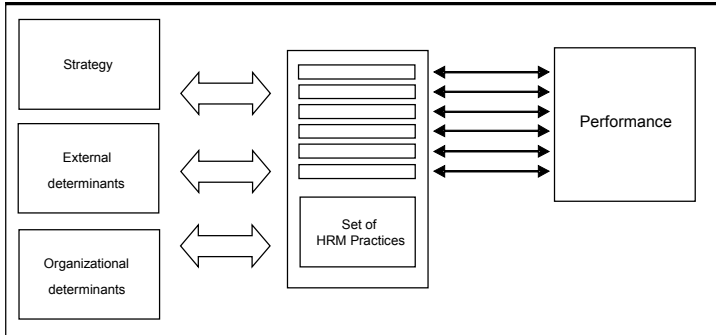 Strategy
External
determinants
Organizational
determinants
Set of
HRM Practices
Performance